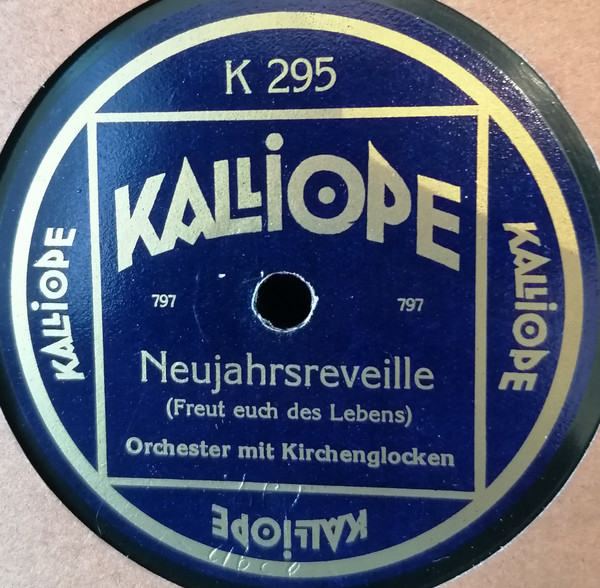 K 295
KALLIOPE
KALLIOPE
KALLIOPE
797 797
Neujahrsreveille
(Freut euch des Lebens)
Orchester mit Kirchenglocken
KALLIOPE